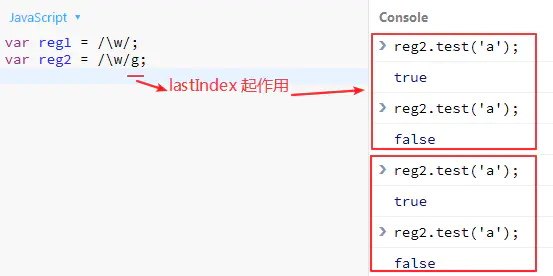 JavaScript
var reg1 = /\w/;
var reg2 = /\w/g;
lastIndex 起作用
Console
reg2.test('a');
true
reg2.test('a');
false
reg2.test('a');
true
reg2.test('a');
false